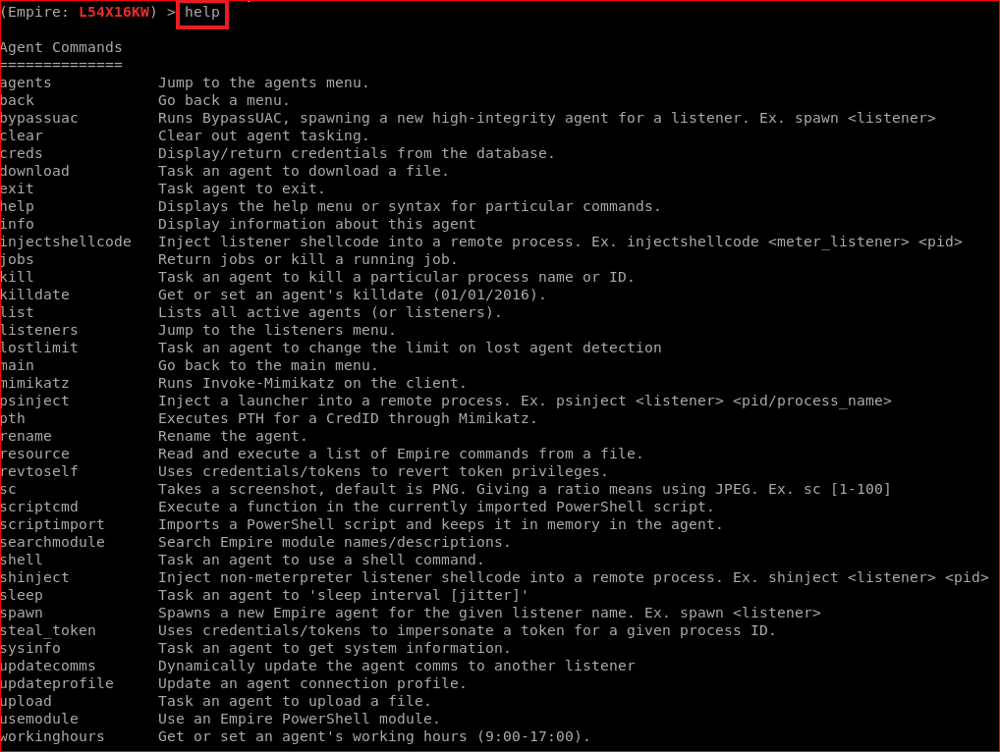 (Empire: L54X16KW) > help
Agent Commands
==============
agents Jump to the agents menu.
back Go back a menu.
bypassuac Runs BypassUAC, spawning a new high-integrity agent for a listener. Ex. spawn <listener>
clear Clear out agent tasking.
creds Display/return credentials from the database.
download Task an agent to download a file.
exit Task agent to exit.
help Displays the help menu or syntax for particular commands.
info Display information about this agent
injectshellcode Inject listener shellcode into a remote process. Ex. injectshellcode <meter_listener> <pid>
jobs Return jobs or kill a running job.
kill Task an agent to kill a particular process name or ID.
killdate Get or set an agent's killdate (01/01/2016).
list Lists all active agents (or listeners).
listeners Jump to the listeners menu.
lostlimit Task an agent to change the limit on lost agent detection
main Go back to the main menu.
mimikatz Runs Invoke-Mimikatz on the client.
psinject Inject a launcher into a remote process. Ex. psinject <listener> <pid/process_name>
pth Executes PTH for a CredID through Mimikatz.
rename Rename the agent.
resource Read and execute a list of Empire commands from a file.
revtoself Uses credentials/tokens to revert token privileges.
sc Takes a screenshot, default is PNG. Giving a ratio means using JPEG. Ex. sc [1-100]
scriptcmd Execute a function in the currently imported PowerShell script.
scriptimport Imports a PowerShell script and keeps it in memory in the agent.
searchmodule Search Empire module names/descriptions.
shell Task an agent to use a shell command.
shinject Inject non-meterpreter listener shellcode into a remote process. Ex. shinject <listener> <pid>
sleep Task an agent to 'sleep interval [jitter]'
spawn Spawns a new Empire agent for the given listener name. Ex. spawn <listener>
steal_token Uses credentials/tokens to impersonate a token for a given process ID.
sysinfo Task an agent to get system information.
updatecomms Dynamically update the agent comms to another listener
updateprofile Update an agent connection profile.
upload Task an agent to upload a file.
usemodule Use an Empire PowerShell module.
workinghours Get or set an agent's working hours (9:00-17:00).